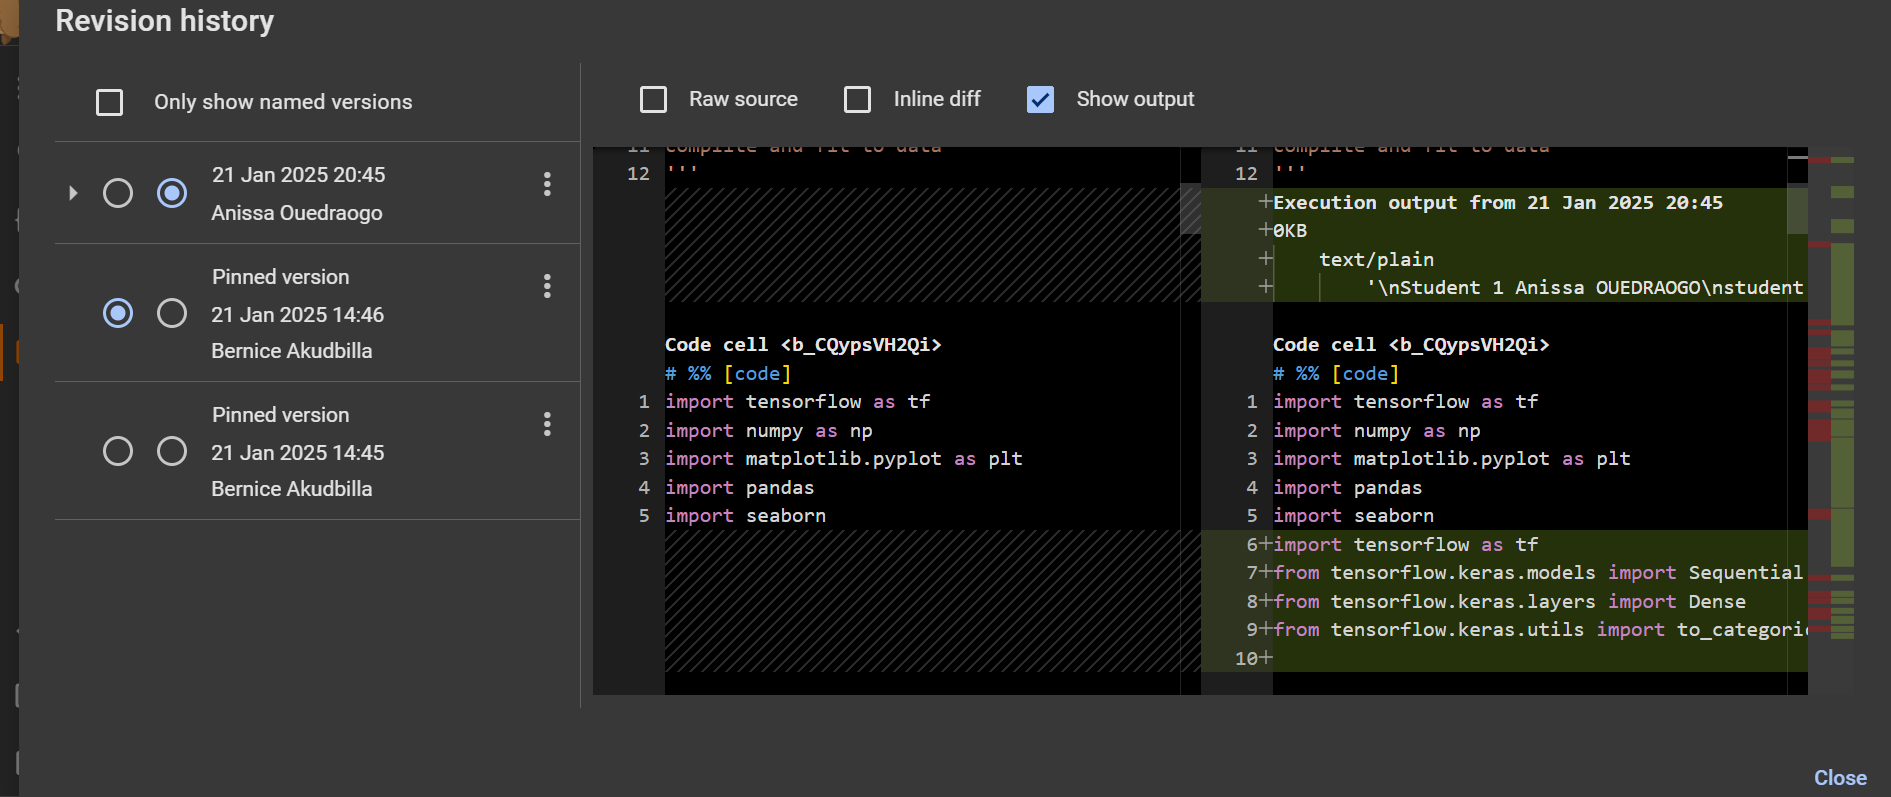 Revision history
Only show named versions
21 Jan 2025 20:45
Anissa Ouedraogo
Pinned version
21 Jan 2025 14:46
Bernice Akudbilla
Pinned version
21 Jan 2025 14:45
Bernice Akudbilla
Raw source
Inline diff
Show output
11 complite and fit to data
12 '''
Code cell <b_CQypsVH2Qi>
# %% [code]
1 import tensorflow as tf
2 import numpy as np
3 import matplotlib.pyplot as plt
4 import pandas
5 import seaborn
11 complite and fit to data
12 '''
+Execution output from 21 Jan 2025 20:45
+0KB
+ text/plain
+ '\nStudent 1 Anissa OUEDRAOGO\nstudent
Code cell <b_CQypsVH2Qi>
# %% [code]
1 import tensorflow as tf
2 import numpy as np
3 import matplotlib.pyplot as plt
4 import pandas
5 import seaborn
6+import tensorflow as tf
7+from tensorflow.keras.models import Sequential
8+from tensorflow.keras.layers import Dense
9+from tensorflow.keras.utils import to_categori
10+
Close